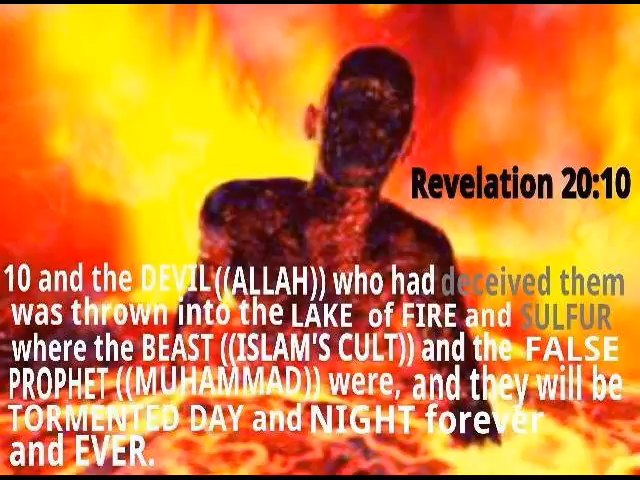 Revelation 20:10
10 and the DEVIL((ALLAH)) who had deceived them
was thrown into the LAKE of FIRE and SULFUR
where the BEAST ((ISLAM'S CULT)) and the FALSE
PROPHET ((MUHAMMAD)) were, and they will be
TORMENTED DAY and NIGHT forever
and EVER.